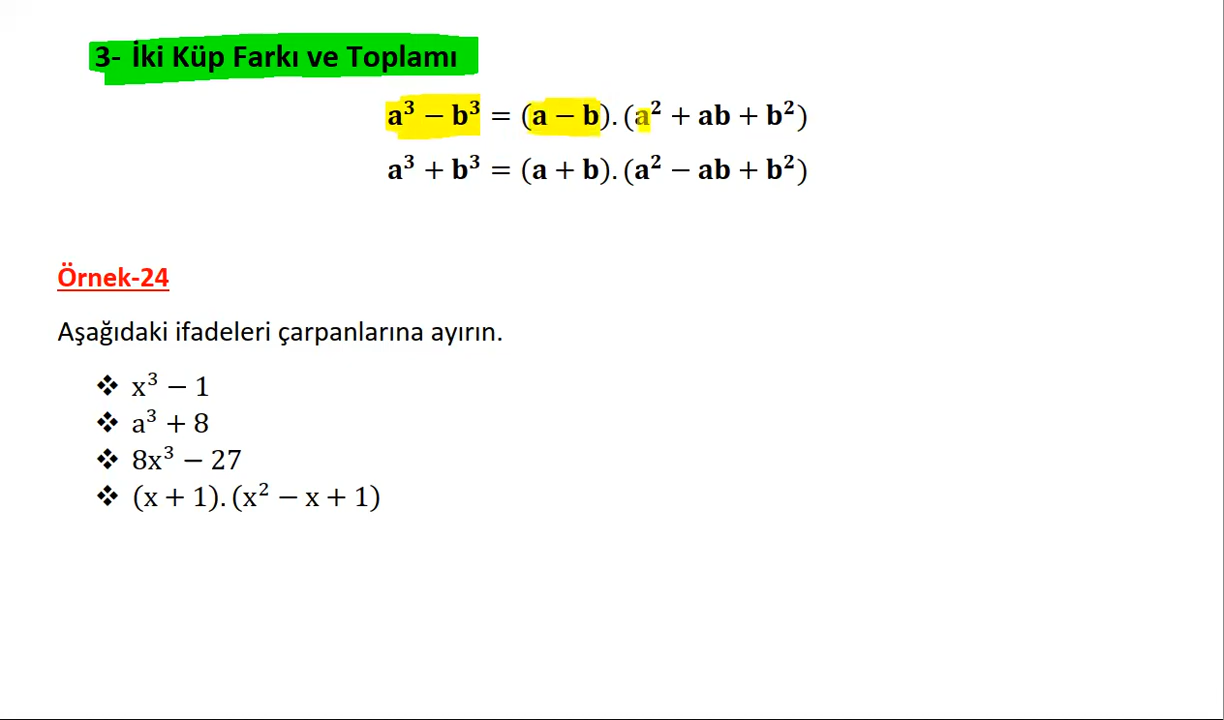 3- İki Küp Farkı ve Toplamı
a³ − b³ = (a − b). (a² + ab + b²)
a³ + b³ = (a + b). (a² − ab + b²)
Örnek-24
Aşağıdaki ifadeleri çarpanlarına ayırın.
❖ x³ − 1
❖ a³ + 8
❖ 8x³ − 27
❖ (x + 1). (x² − x + 1)